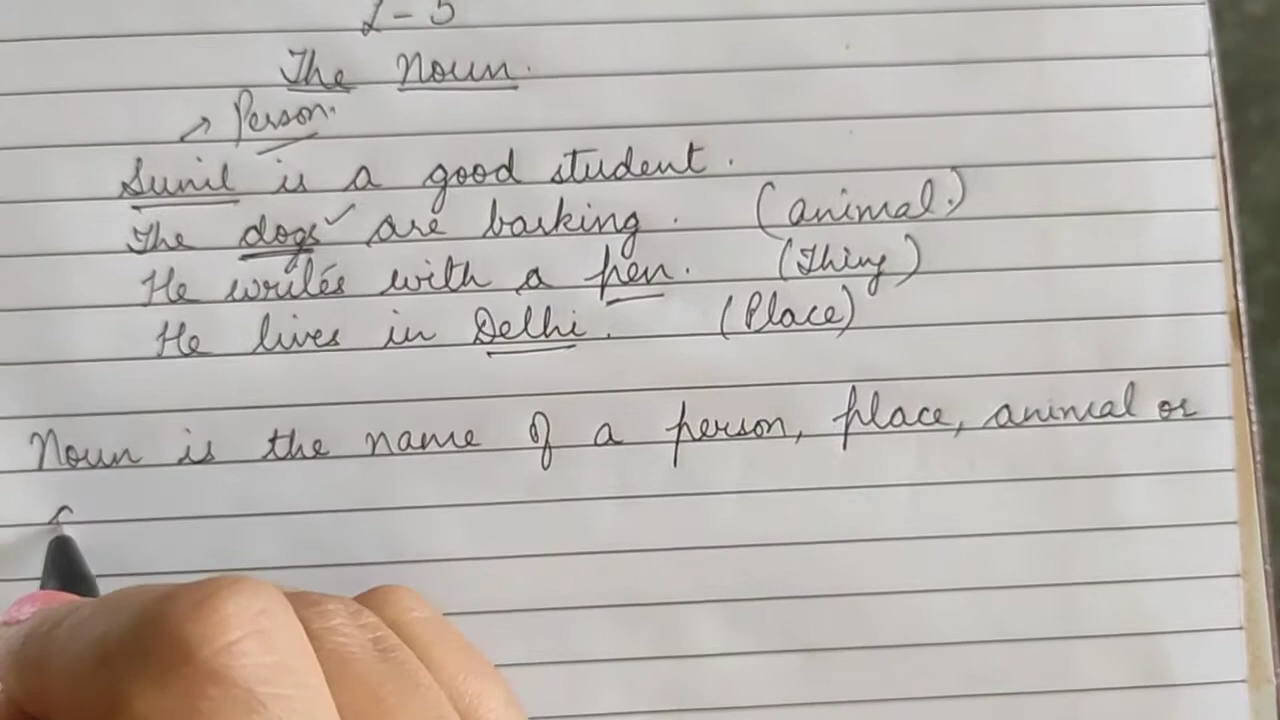 L-5
The Noun.
→ Person.
Sunil is a good student.
The dogs✓ are barking. (animal.)
He writes with a pen. (Thing)
He lives in Delhi. (Place)
Noun is the name of a person, place, animal or